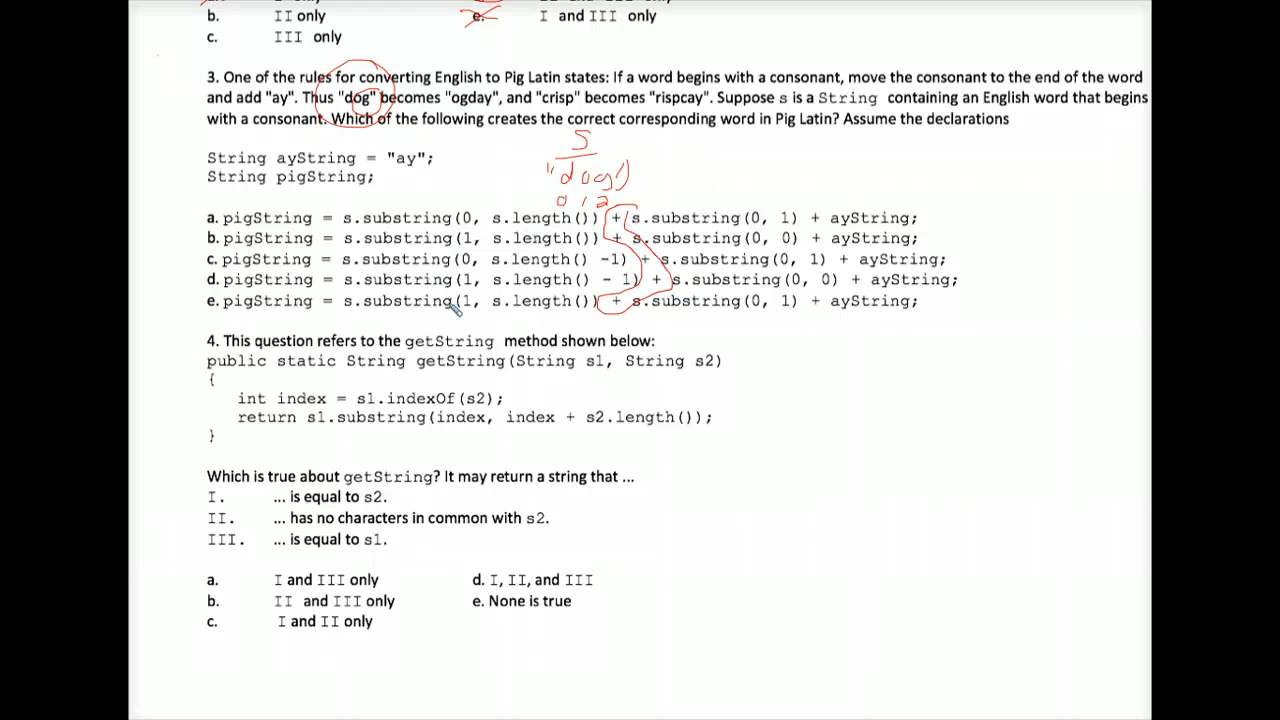 b. II only e. I and III only
c. III only
3. One of the rules for converting English to Pig Latin states: If a word begins with a consonant, move the consonant to the end of the word
and add "ay". Thus "dog" becomes "ogday", and "crisp" becomes "rispcay". Suppose s is a String containing an English word that begins
with a consonant. Which of the following creates the correct corresponding word in Pig Latin? Assume the declarations
S
String ayString = "ay";
"dog"
String pigString;
0 1 2
a. pigString = s.substring(0, s.length()) + s.substring(0, 1) + ayString;
b. pigString = s.substring(1, s.length()) + s.substring(0, 0) + ayString;
c. pigString = s.substring(0, s.length() -1) + s.substring(0, 1) + ayString;
d. pigString = s.substring(1, s.length() - 1) + s.substring(0, 0) + ayString;
e. pigString = s.substring(1, s.length()) + s.substring(0, 1) + ayString;
4. This question refers to the getString method shown below:
public static String getString(String s1, String s2)
{
int index = s1.indexOf(s2);
return s1.substring(index, index + s2.length());
}
Which is true about getString? It may return a string that ...
I. ... is equal to s2.
II. ... has no characters in common with s2.
III. ... is equal to s1.
a. I and III only d. I, II, and III
b. II and III only e. None is true
c. I and II only